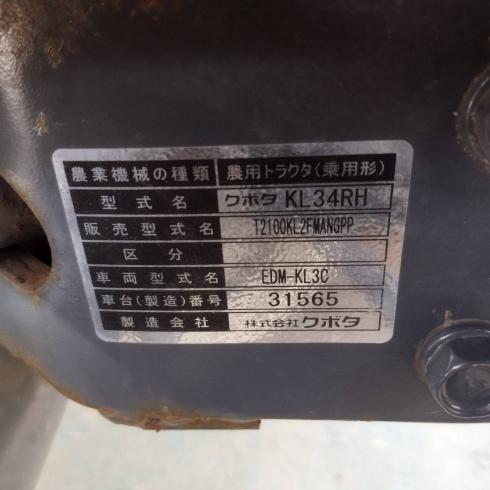 農業機械の種類 農用トラクタ(乗用形)
型式名 クボタ KL34RH
販売型式名 T2100KL2FMANGPP
区分
車両型式名 EDM-KL3C
車台(製造)番号 31565
製造会社 株式会社クボタ